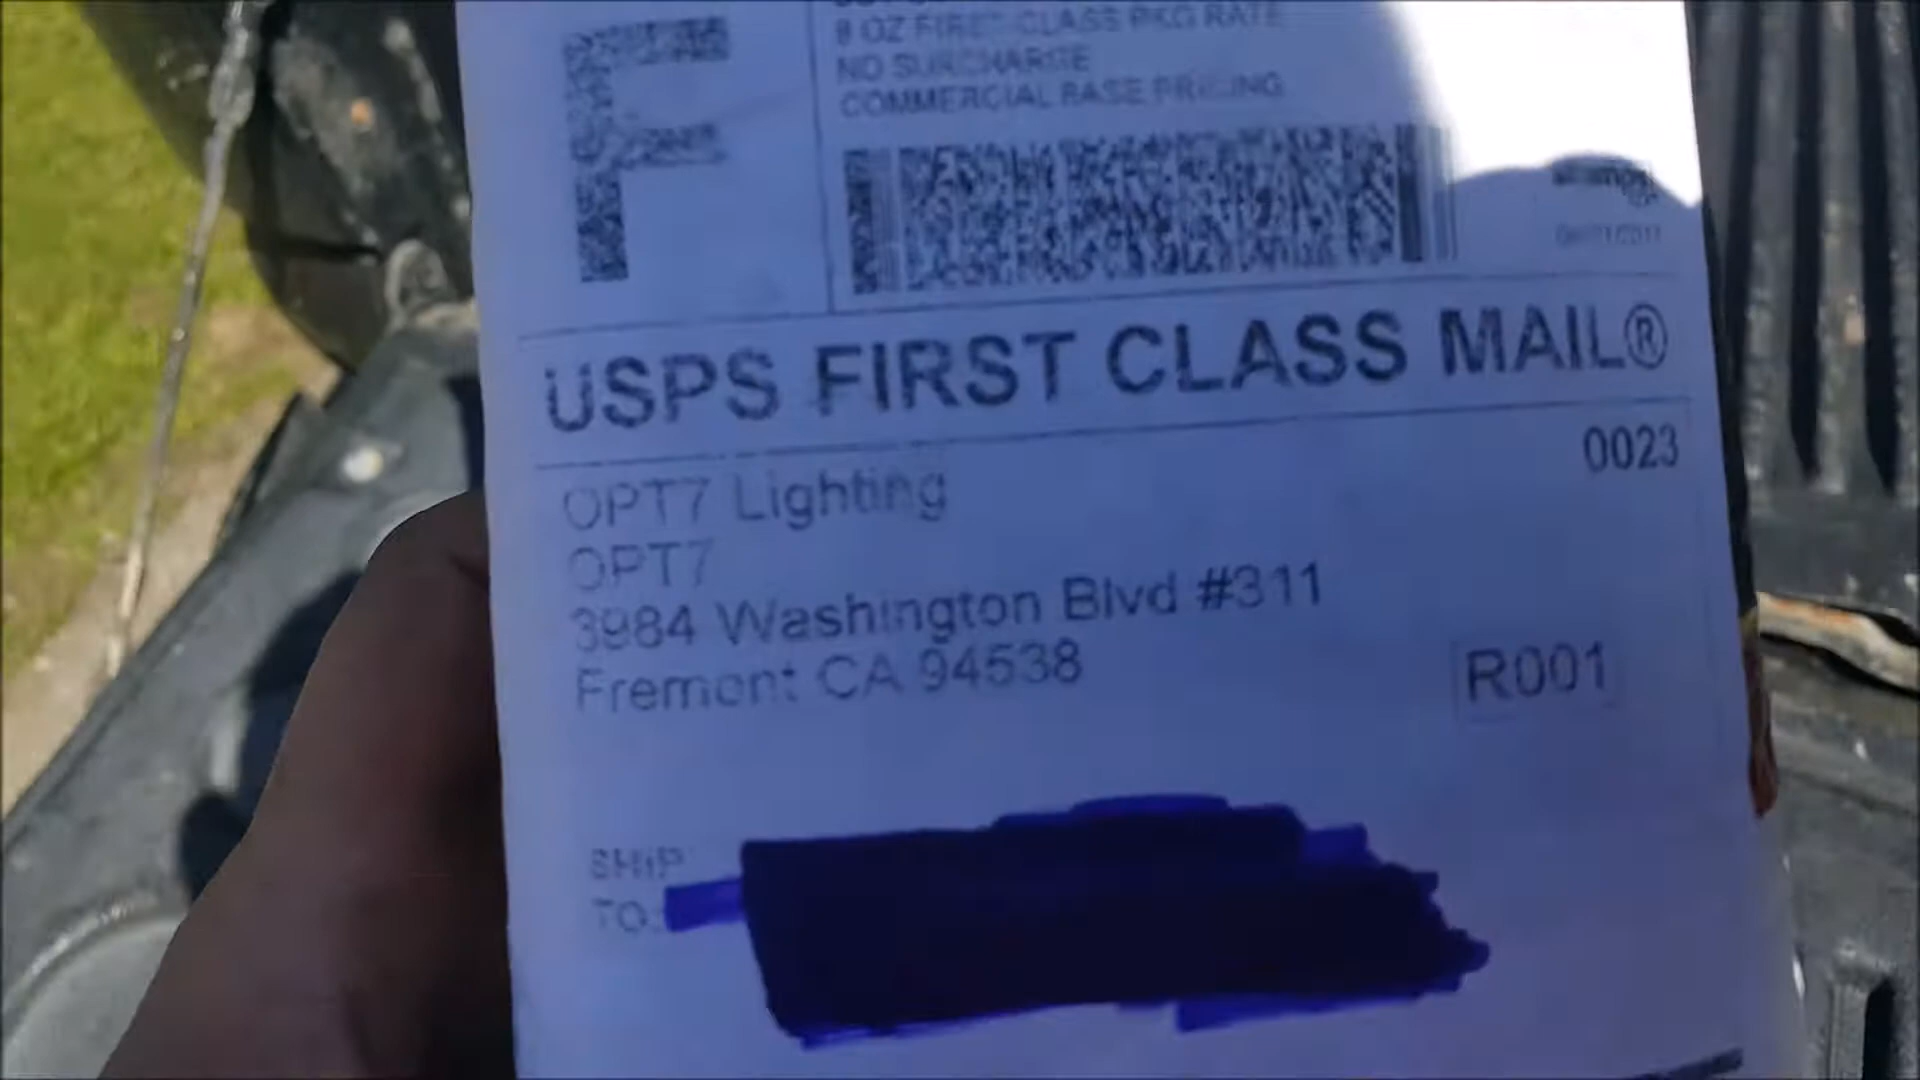 8 OZ FIRST-CLASS PKG RATE
NO SURCHARGE
COMMERCIAL BASE PRICING
USPS FIRST CLASS MAIL®
0023
OPT7 Lighting
OPT7
3984 Washington Blvd #311
Fremont CA 94538
R001
SHIP
TO: